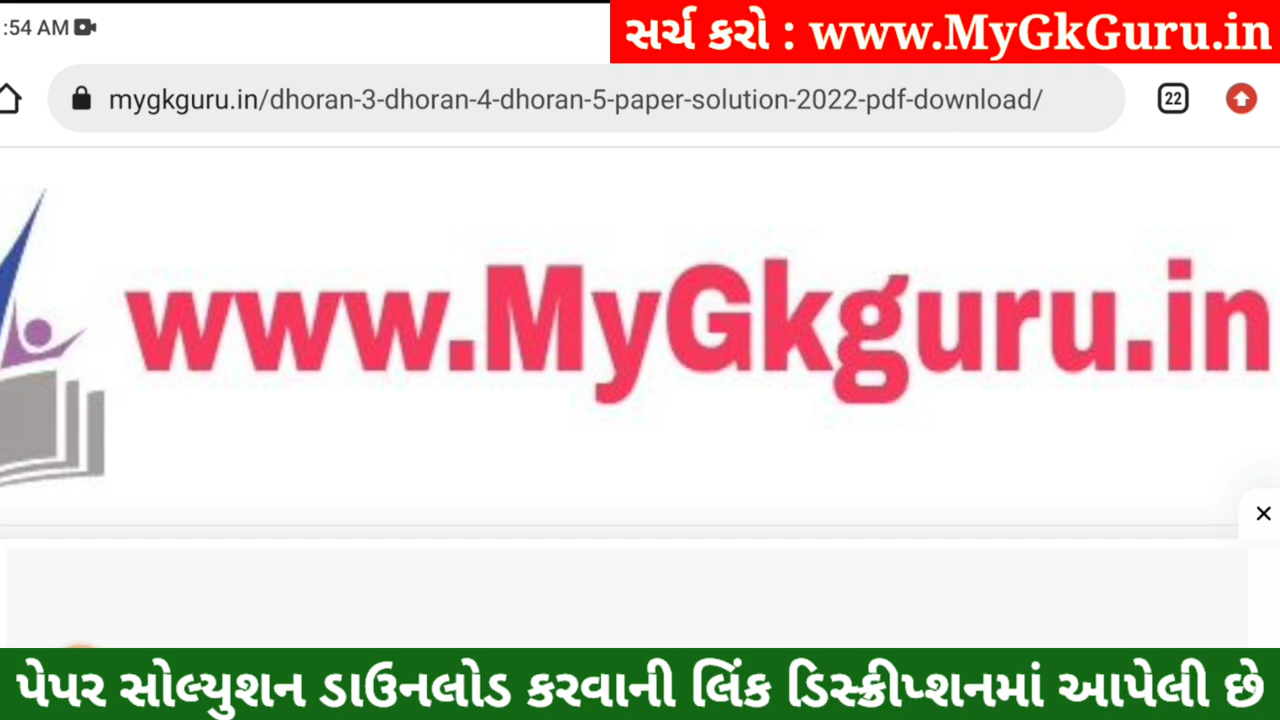 :54 AM
સર્ચ કરો : www.MyGkGuru.in
mygkguru.in/dhoran-3-dhoran-4-dhoran-5-paper-solution-2022-pdf-download/
22
www.MyGkguru.in
પેપર સોલ્યુશન ડાઉનલોડ કરવાની લિંક ડિસ્ક્રીપ્શનમાં આપેલી છે